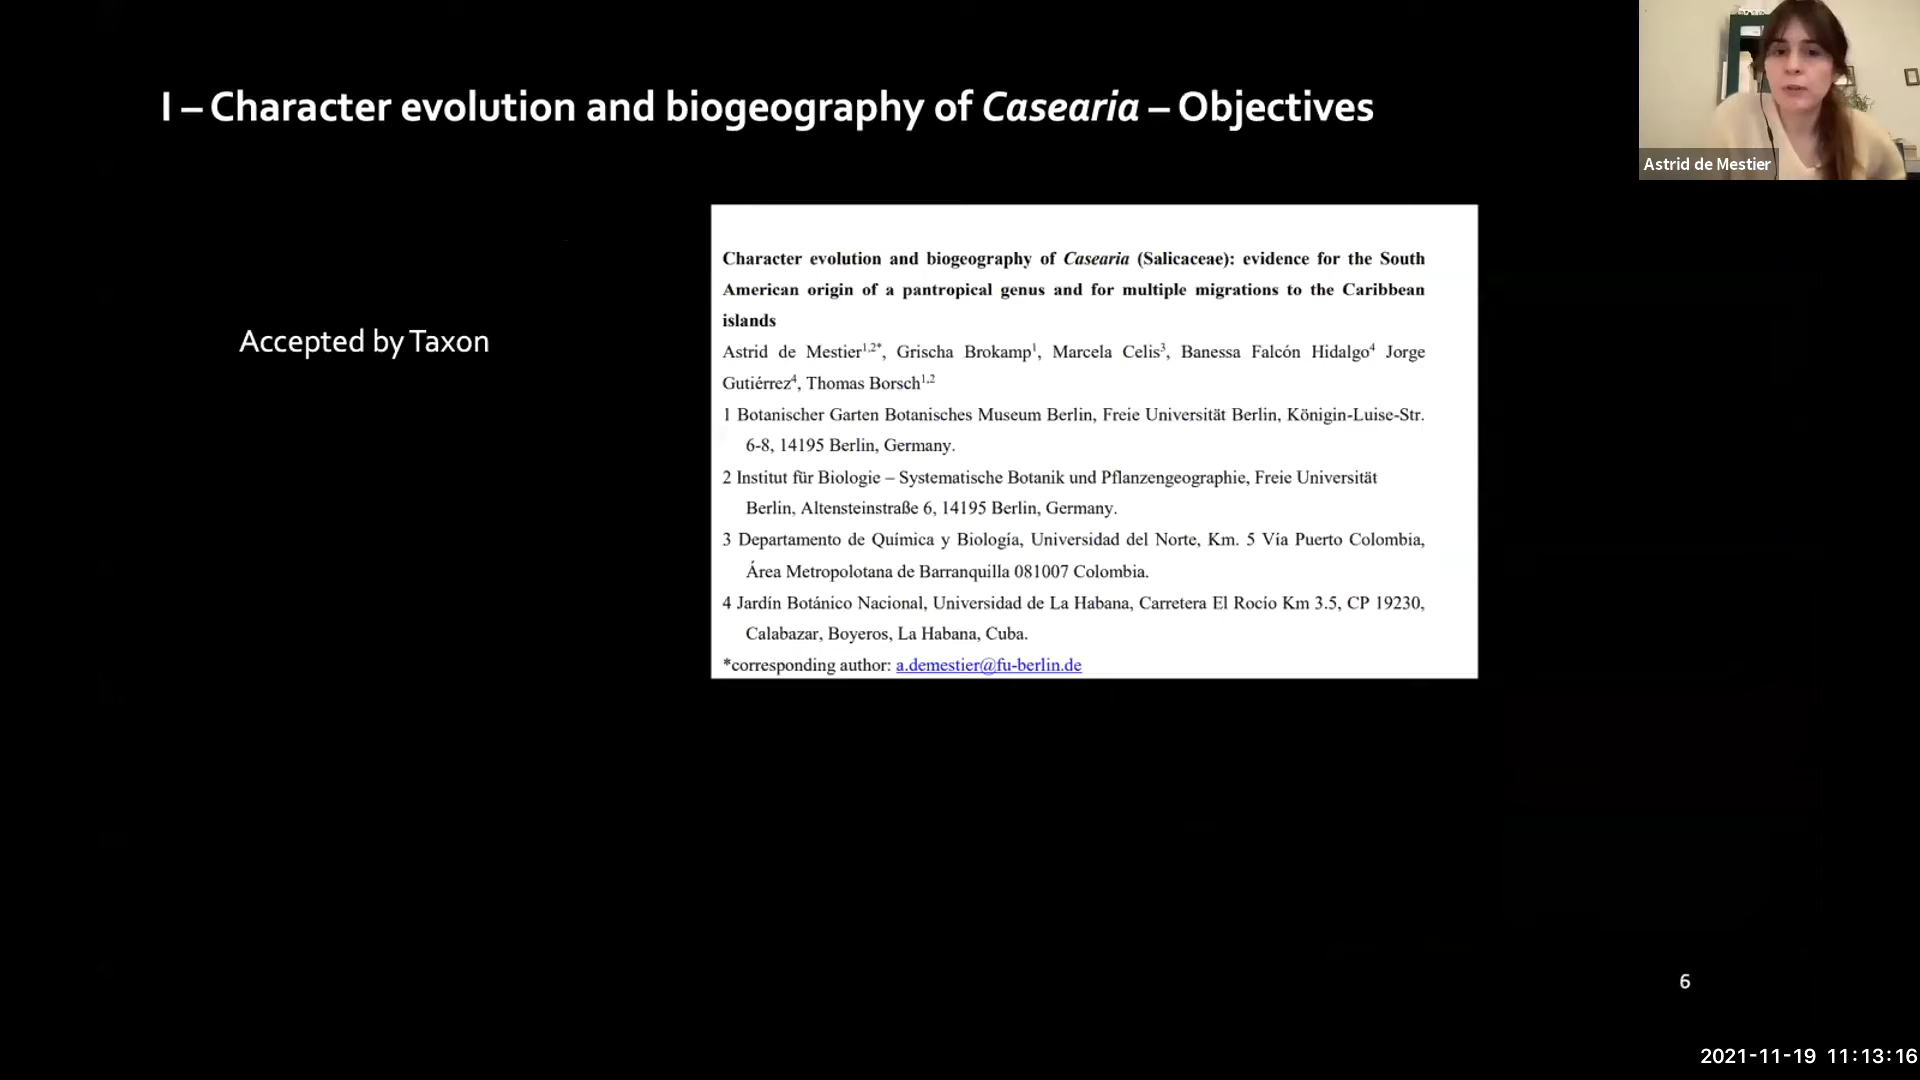 I – Character evolution and biogeography of Casearia – Objectives
Astrid de Mestier
Accepted by Taxon
Character evolution and biogeography of Casearia (Salicaceae): evidence for the South
American origin of a pantropical genus and for multiple migrations to the Caribbean
islands
Astrid de Mestier1,2*, Grischa Brokamp1, Marcela Celis3, Banessa Falcón Hidalgo4 Jorge
Gutiérrez4, Thomas Borsch1,2
1 Botanischer Garten Botanisches Museum Berlin, Freie Universität Berlin, Königin-Luise-Str.
6-8, 14195 Berlin, Germany.
2 Institut für Biologie – Systematische Botanik und Pflanzengeographie, Freie Universität
Berlin, Altensteinstraße 6, 14195 Berlin, Germany.
3 Departamento de Química y Biología, Universidad del Norte, Km. 5 Vía Puerto Colombia,
Área Metropolotana de Barranquilla 081007 Colombia.
4 Jardín Botánico Nacional, Universidad de La Habana, Carretera El Rocío Km 3.5, CP 19230,
Calabazar, Boyeros, La Habana, Cuba.
*corresponding author: a.demestier@fu-berlin.de
6
2021-11-19 11:13:16